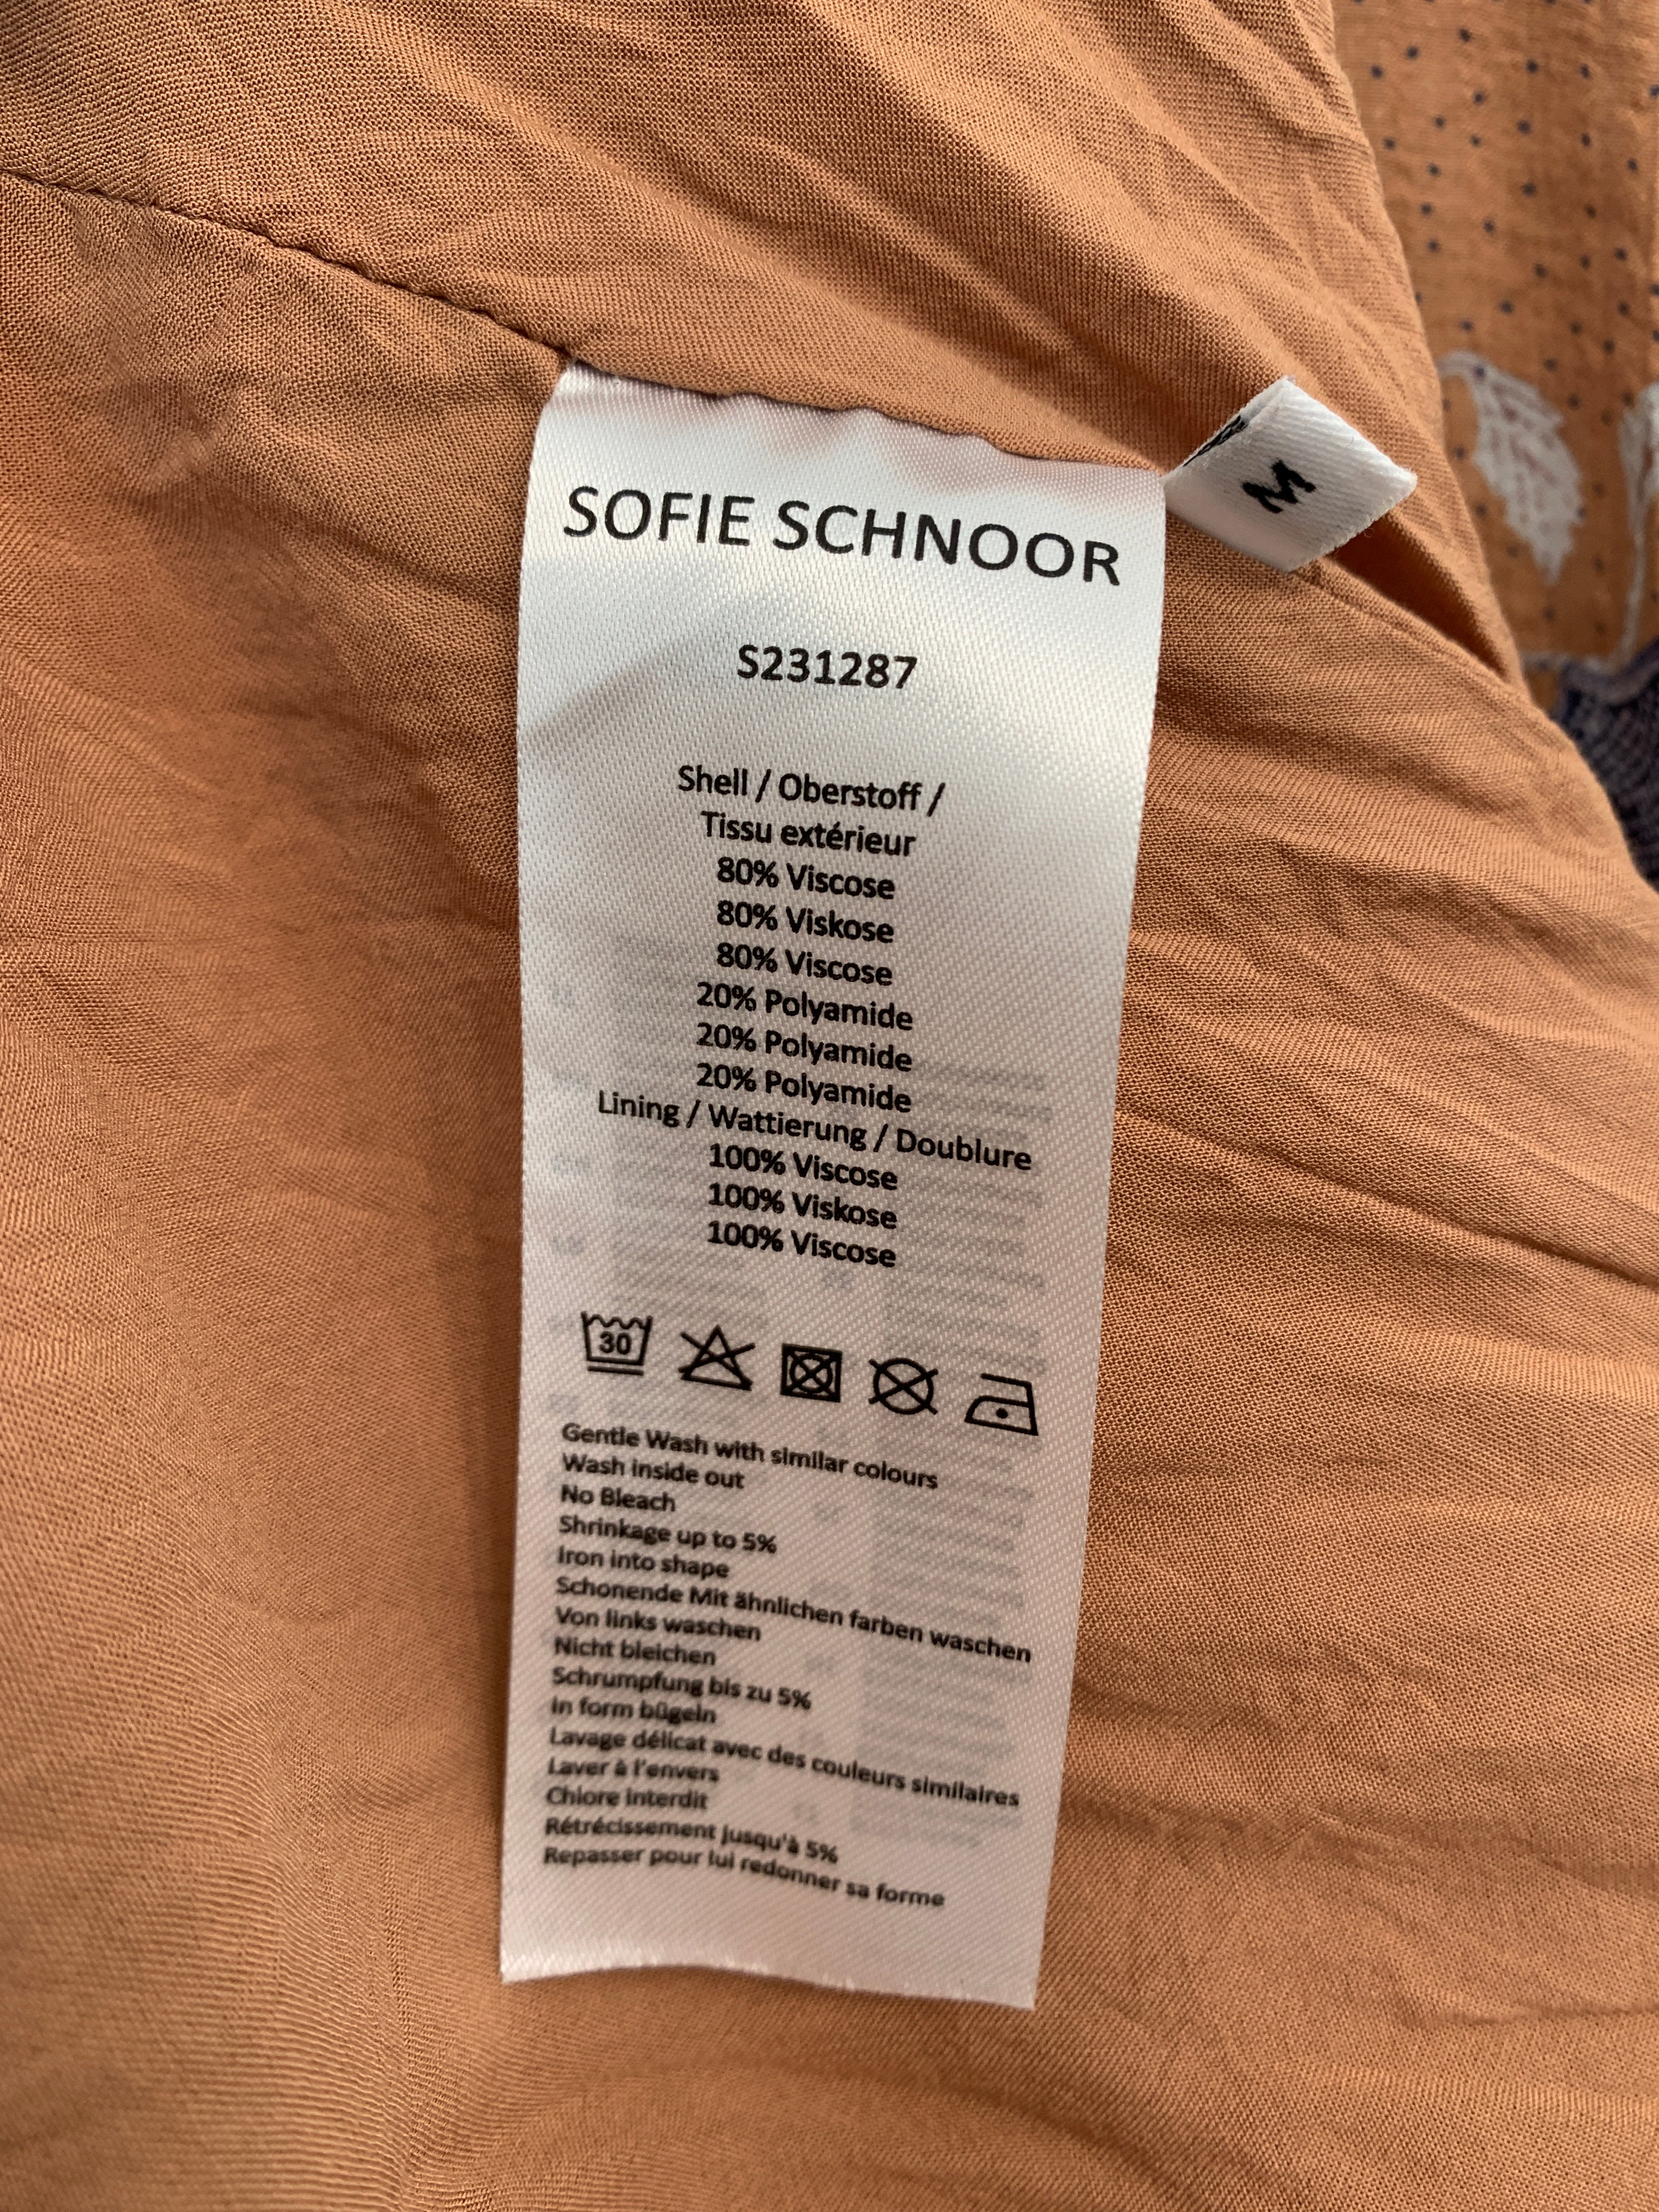 SOFIE SCHNOOR
M
S231287
Shell / Oberstoff /
Tissu extérieur
80% Viscose
80% Viskose
80% Viscose
20% Polyamide
20% Polyamide
20% Polyamide
Lining / Wattierung / Doublure
100% Viscose
100% Viskose
100% Viscose
30
Gentle Wash with similar colours
Wash inside out
No Bleach
Shrinkage up to 5%
Iron into shape
Schonende Mit ähnlichen farben waschen
Von links waschen
Nicht bleichen
Schrumpfung bis zu 5%
In form bügeln
Lavage délicat avec des couleurs similaires
Laver à l'envers
Chlore interdit
Rétrécissement jusqu'à 5%
Repasser pour lui redonner sa forme